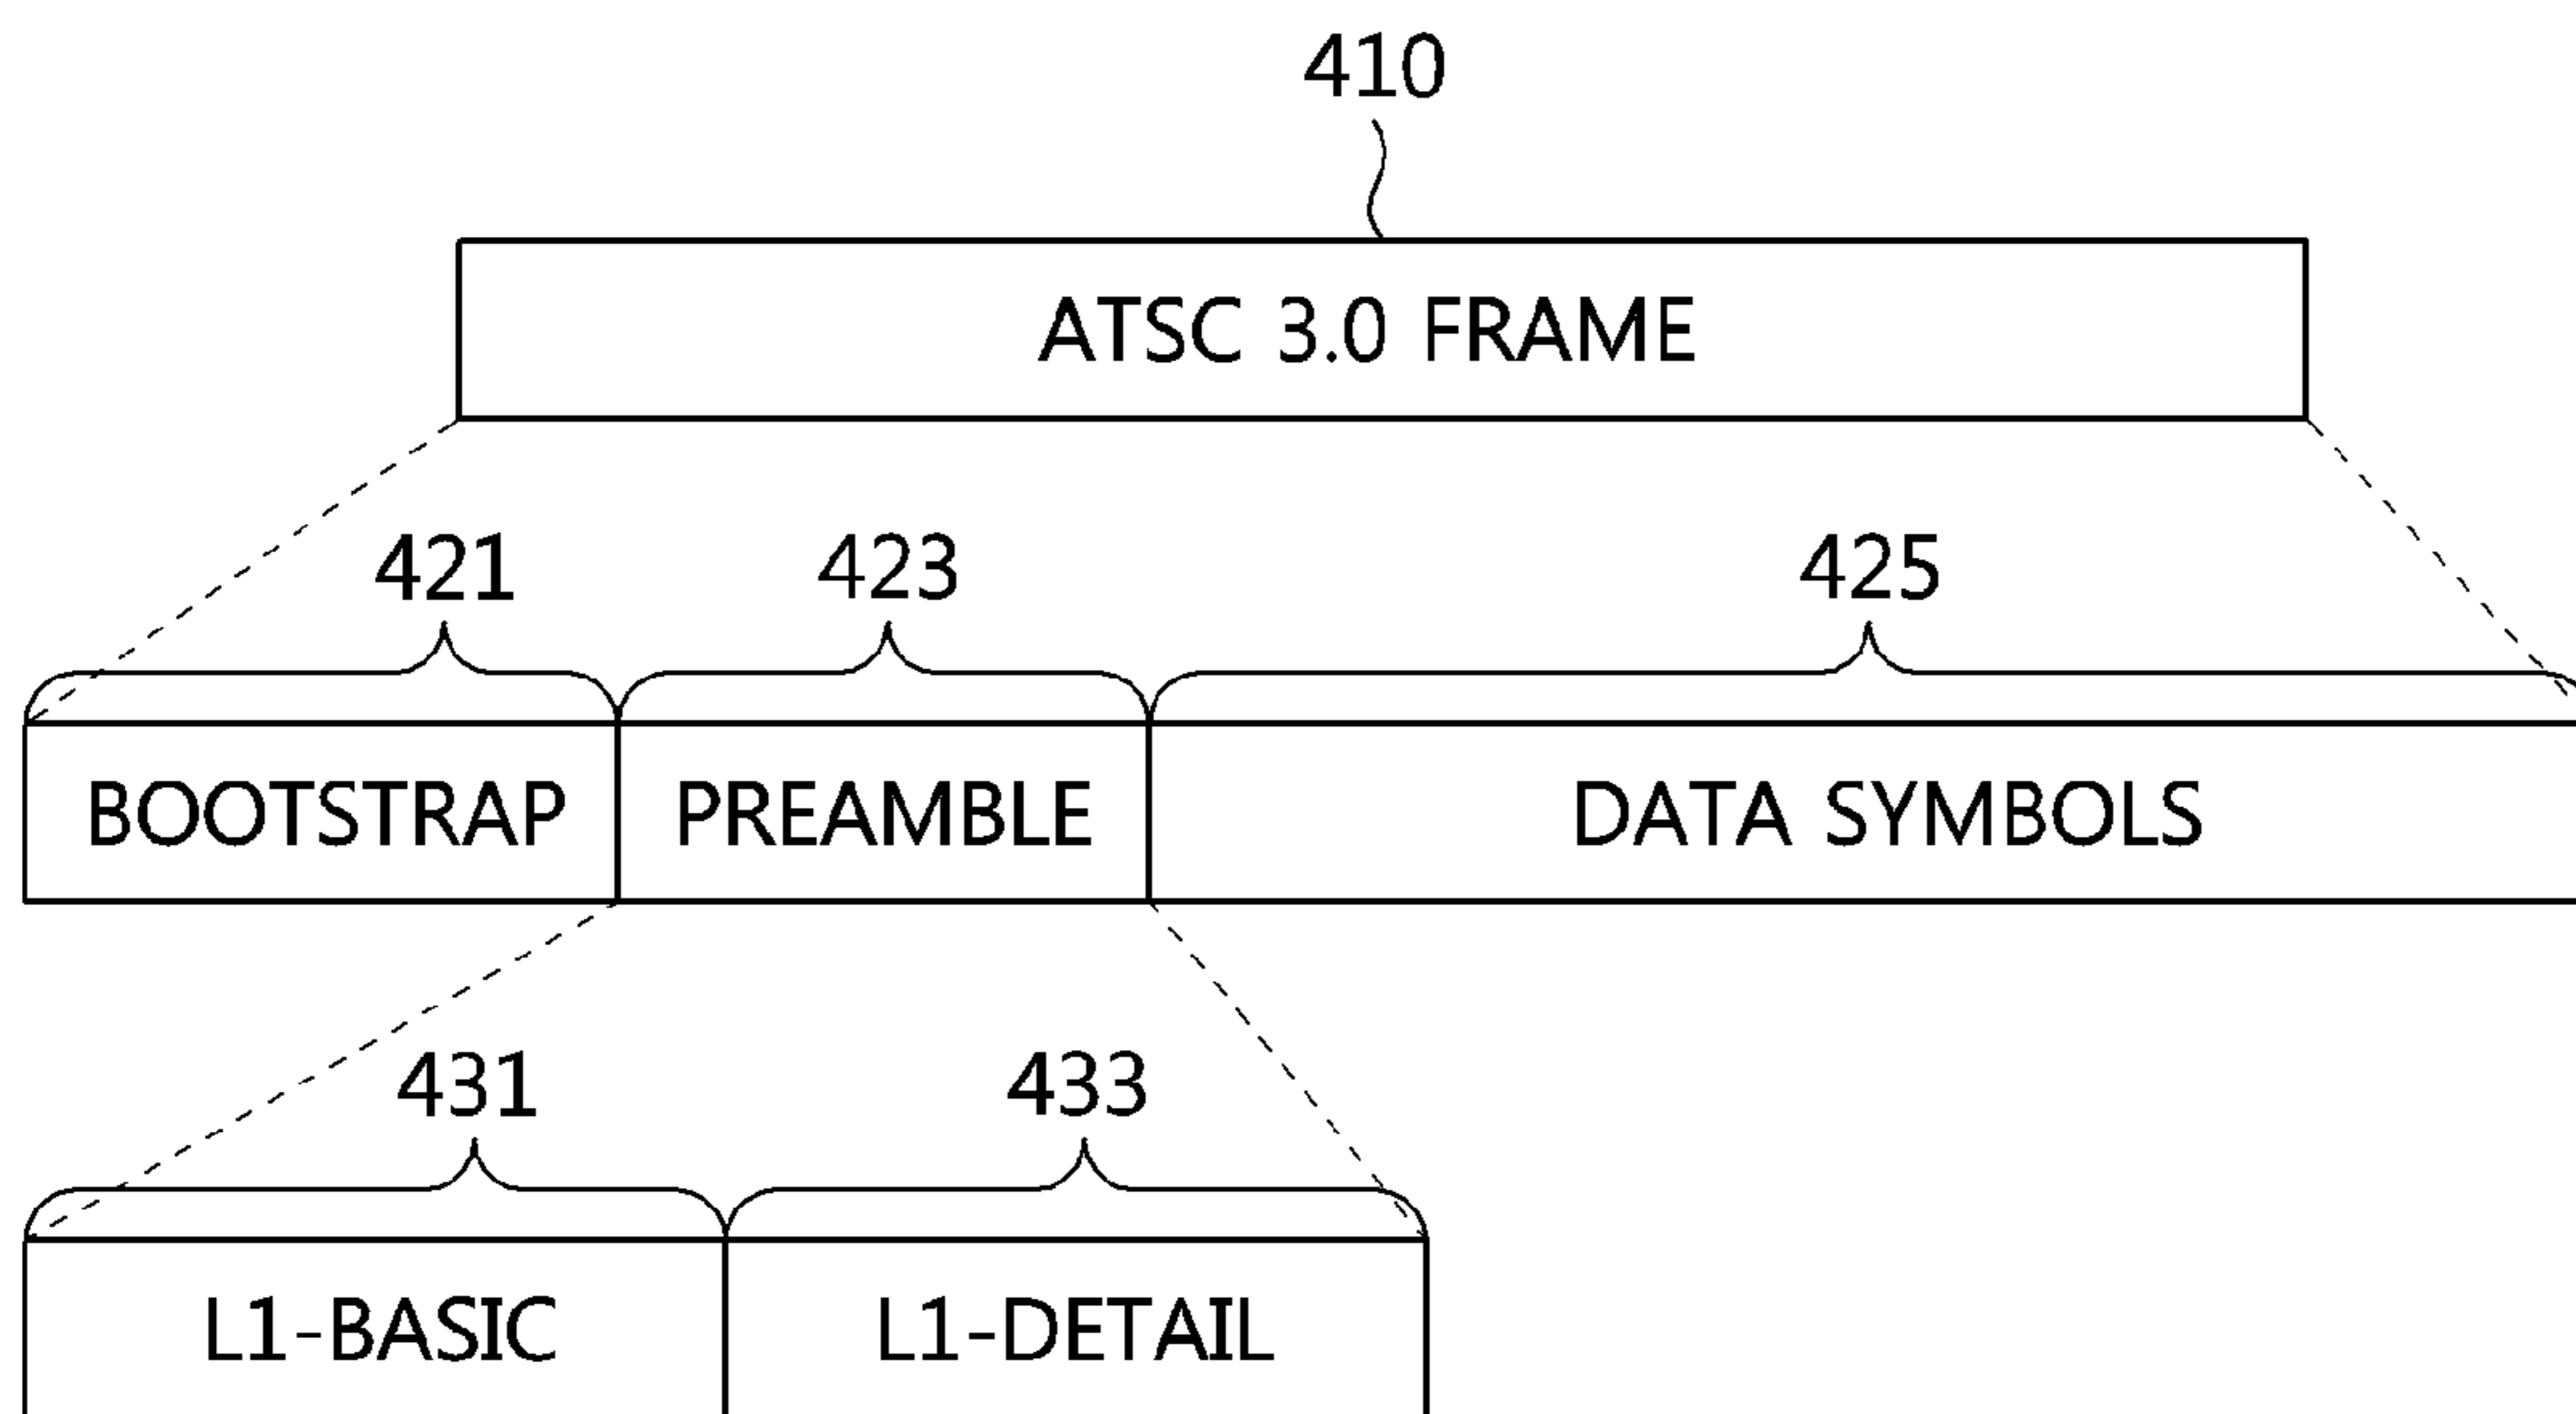 410
ATSC 3.0 FRAME
421 423 425
BOOTSTRAP PREAMBLE DATA SYMBOLS
431 433
L1-BASIC L1-DETAIL